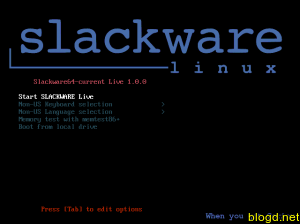 slackware
linux
Slackware64-current Live 1.0.0
Start SLACKWARE Live
Non-US Keyboard selection >
Non-US Language selection >
Memory test with memtest86+
Boot from local drive
Press [Tab] to edit options
When you
blogd.net